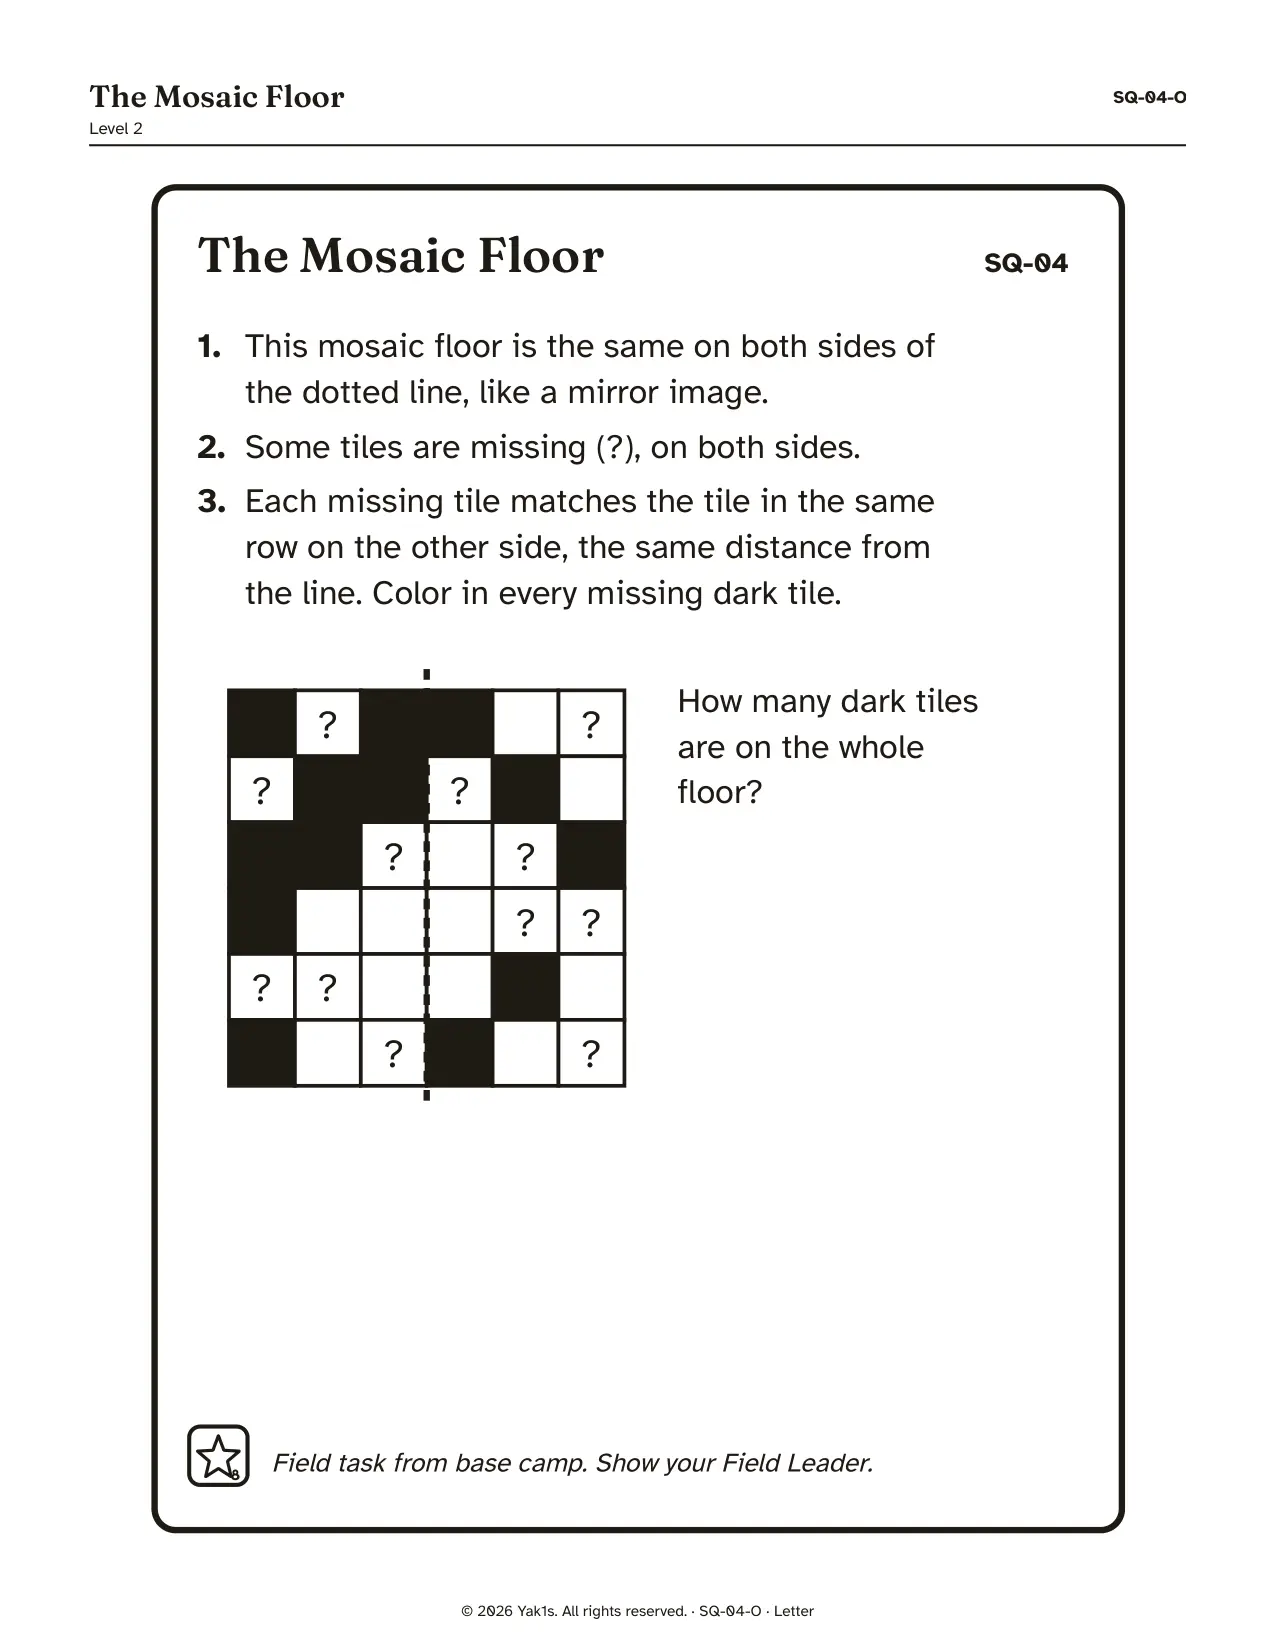 The Mosaic Floor
SQ-04-O
Level 2
The Mosaic Floor
SQ-04
1. This mosaic floor is the same on both sides of
the dotted line, like a mirror image.
2. Some tiles are missing (?), on both sides.
3. Each missing tile matches the tile in the same
row on the other side, the same distance from
the line. Color in every missing dark tile.
? ?
? ?
? ?
? ?
? ?
? ?
How many dark tiles
are on the whole
floor?
8
Field task from base camp. Show your Field Leader.
© 2026 Yak1s. All rights reserved. · SQ-04-O · Letter